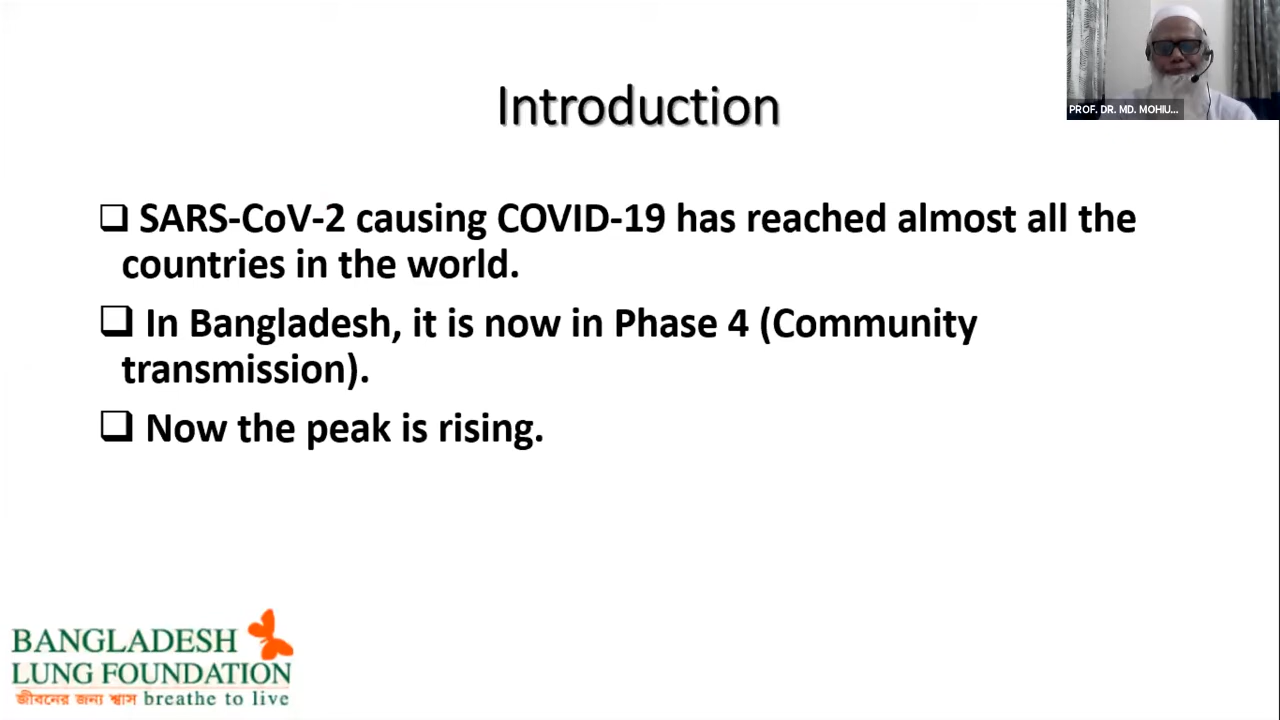 PROF. DR. MD. MOHIU...
Introduction
SARS-CoV-2 causing COVID-19 has reached almost all the
countries in the world.
In Bangladesh, it is now in Phase 4 (Community
transmission).
Now the peak is rising.
BANGLADESH
LUNG FOUNDATION
জীবনের জন্য শ্বাস breathe to live